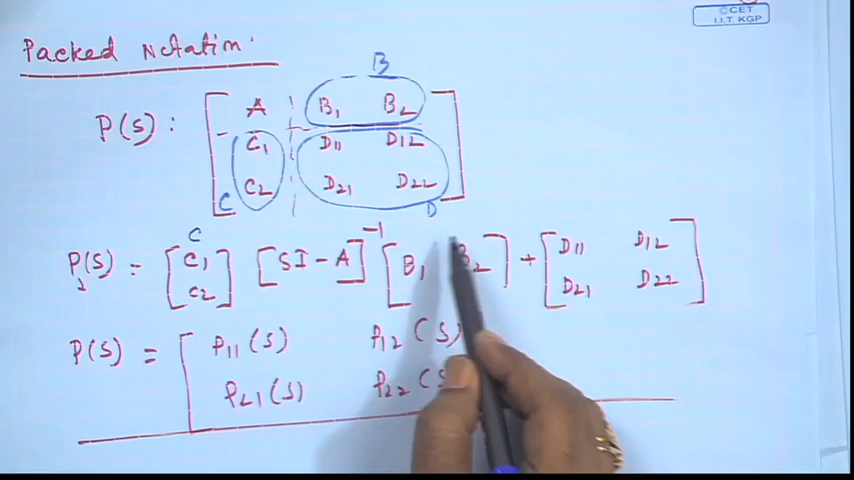 © CET
I.I.T. KGP
Packed Notation.
B
P(S) : [ A B₁ B₂
C₁ D₁₁ D₁₂
C₂ D₂₁ D₂₂ ]
C D
P(S) = [ C₁ C₂ ] [SI - A]⁻¹ [ B₁ B₂ ] + [ D₁₁ D₁₂
D₂₁ D₂₂ ]
C
P(S) = [ P₁₁(S) P₁₂(S)
P₂₁(S) P₂₂(S